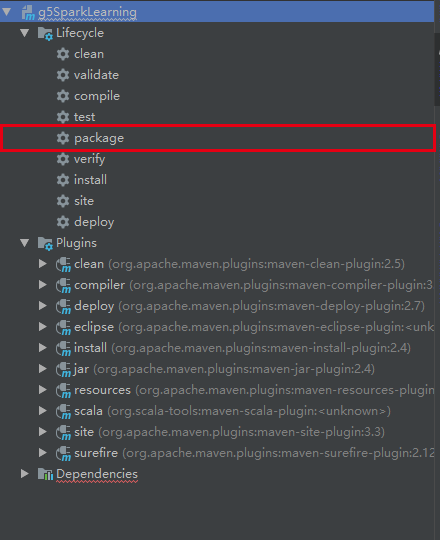 g5SparkLearning
Lifecycle
clean
validate
compile
test
package
verify
install
site
deploy
Plugins
clean (org.apache.maven.plugins:maven-clean-plugin:2.5)
compiler (org.apache.maven.plugins:maven-compiler-plugin:3
deploy (org.apache.maven.plugins:maven-deploy-plugin:2.7)
eclipse (org.apache.maven.plugins:maven-eclipse-plugin:<unk
install (org.apache.maven.plugins:maven-install-plugin:2.4)
jar (org.apache.maven.plugins:maven-jar-plugin:2.4)
resources (org.apache.maven.plugins:maven-resources-plugin
scala (org.scala-tools:maven-scala-plugin:<unknown>)
site (org.apache.maven.plugins:maven-site-plugin:3.3)
surefire (org.apache.maven.plugins:maven-surefire-plugin:2.12
Dependencies